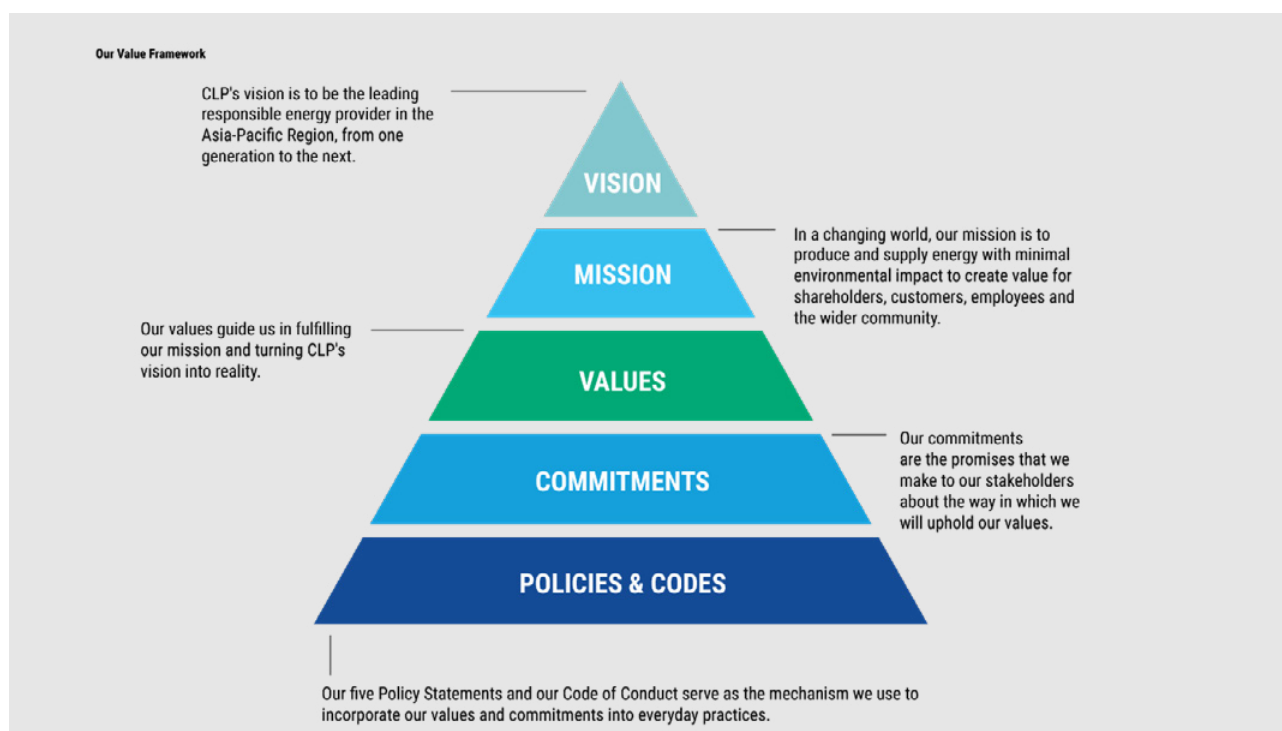 Our Value Framework
CLP's vision is to be the leading
responsible energy provider in the
Asia-Pacific Region, from one
generation to the next.
VISION
In a changing world, our mission is to
produce and supply energy with minimal
environmental impact to create value for
shareholders, customers, employees and
the wider community.
MISSION
Our values guide us in fulfilling
our mission and turning CLP's
vision into reality.
VALUES
Our commitments
are the promises that we
make to our stakeholders
about the way in which we
will uphold our values.
COMMITMENTS
POLICIES & CODES
Our five Policy Statements and our Code of Conduct serve as the mechanism we use to
incorporate our values and commitments into everyday practices.